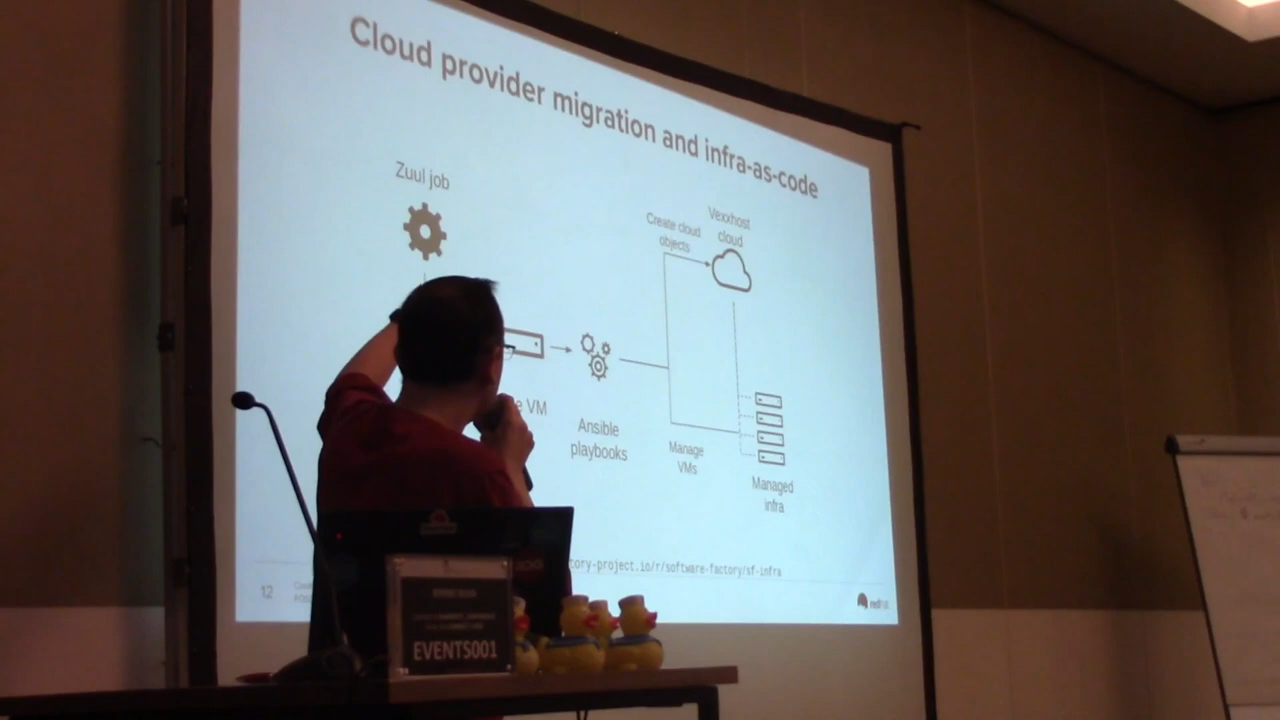 Cloud provider migration and infra-as-code
Zuul job
Create cloud
objects
Vexxhost
cloud
VM
Ansible
playbooks
Manage
VMs
Managed
infra
tory-project.io/r/software-factory/sf-infra
12
redhat
EVENTS001